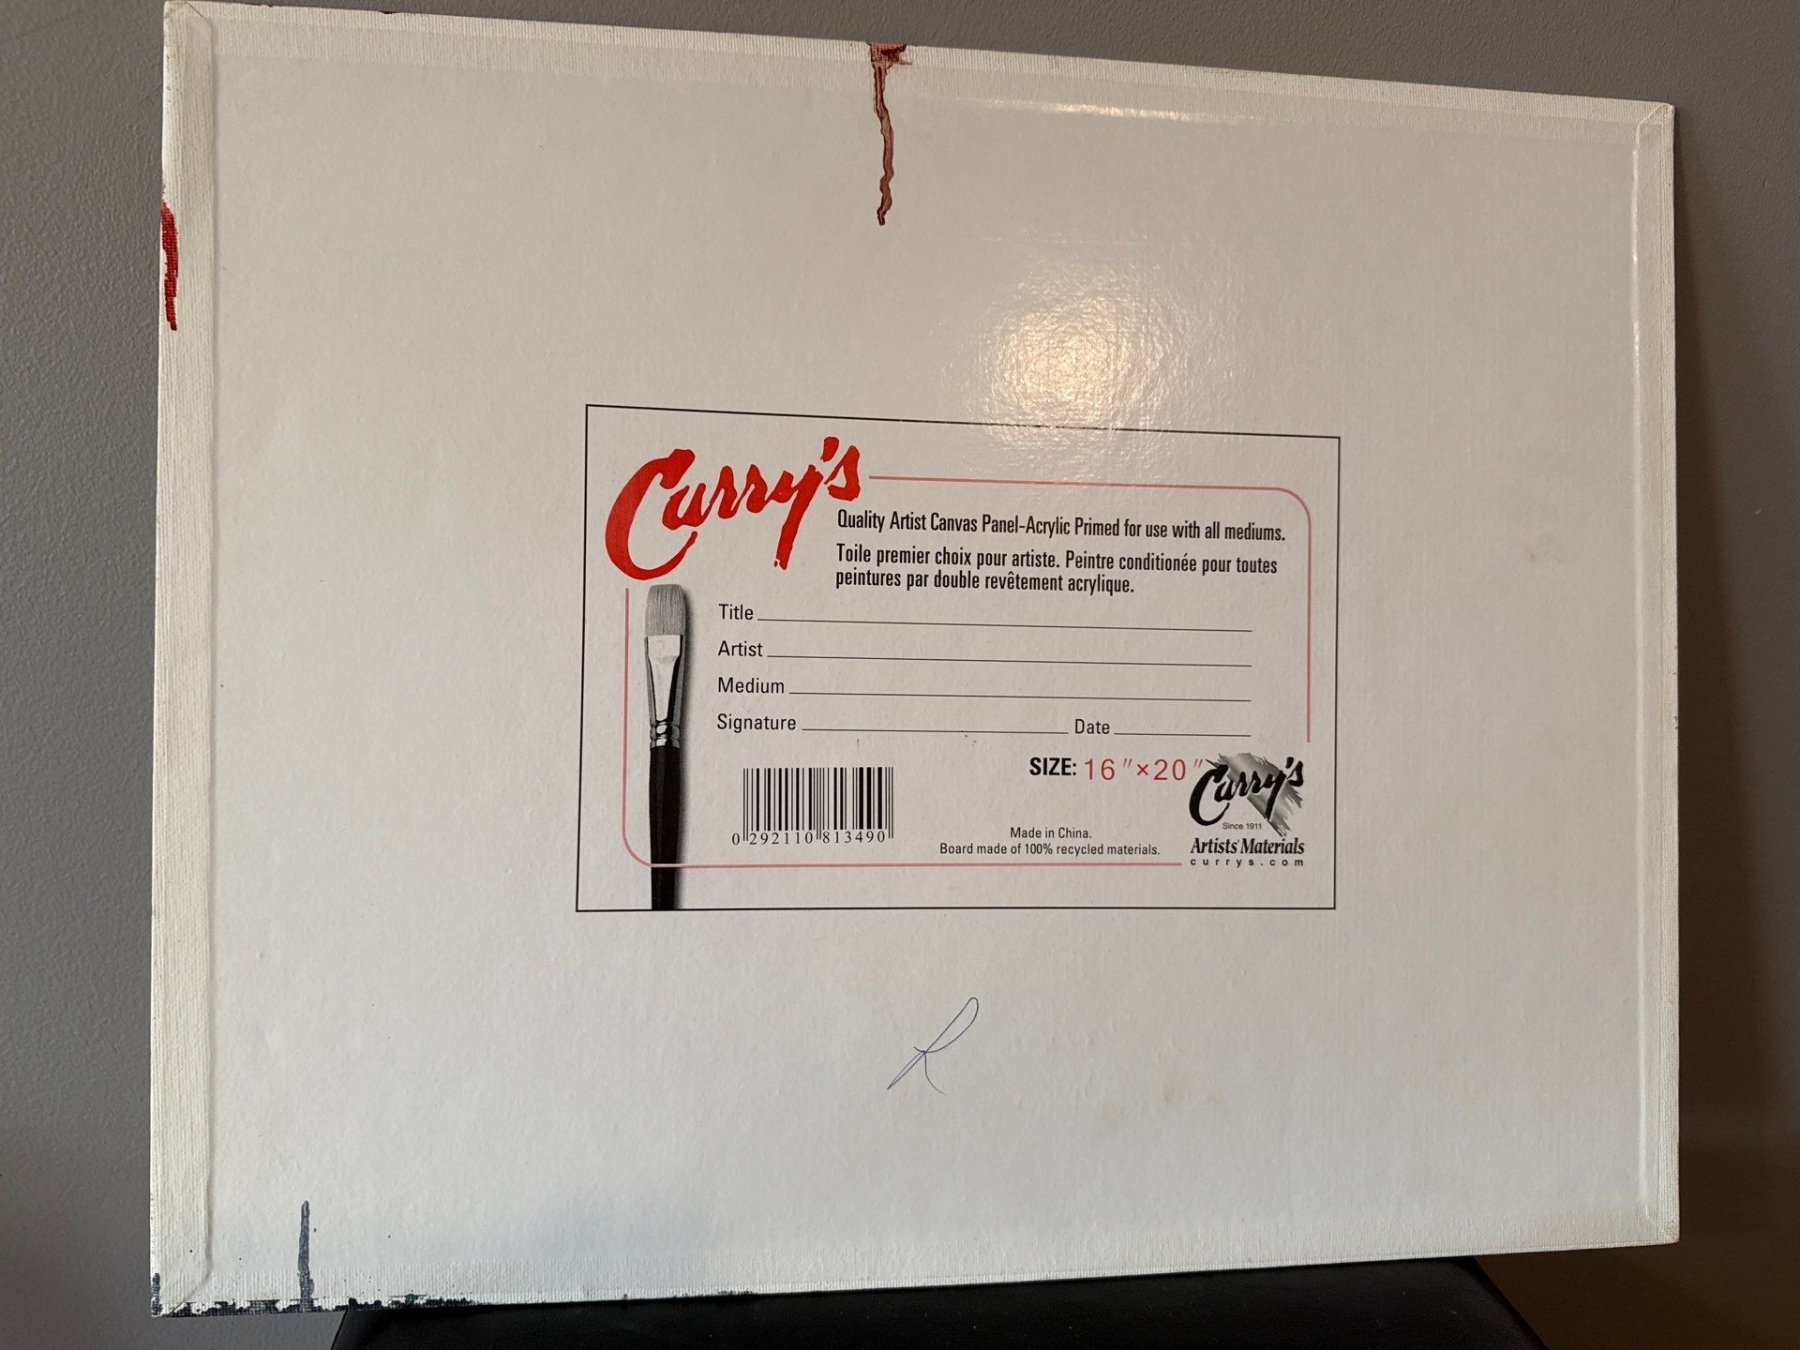 Curry's
Quality Artist Canvas Panel-Acrylic Primed for use with all mediums.
Toile premier choix pour artiste. Peintre conditionée pour toutes
peintures par double revêtement acrylique.
Title
Artist
Medium
Signature Date
SIZE: 16"×20"
0 292110 813490
Made in China.
Board made of 100% recycled materials.
Curry's
Since 1911
Artists' Materials
currys.com
R